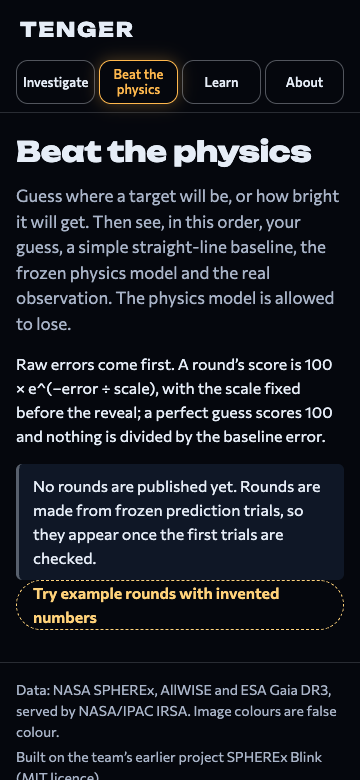 TENGER
Investigate
Beat the
physics
Learn
About
Beat the physics
Guess where a target will be, or how bright
it will get. Then see, in this order, your
guess, a simple straight-line baseline, the
frozen physics model and the real
observation. The physics model is allowed
to lose.
Raw errors come first. A round’s score is 100
× e^(−error ÷ scale), with the scale fixed
before the reveal; a perfect guess scores 100
and nothing is divided by the baseline error.
No rounds are published yet. Rounds are
made from frozen prediction trials, so
they appear once the first trials are
checked.
Try example rounds with invented
numbers
Data: NASA SPHEREx, AllWISE and ESA Gaia DR3,
served by NASA/IPAC IRSA. Image colours are false
colour.
Built on the team’s earlier project SPHEREx Blink
(MIT licence)